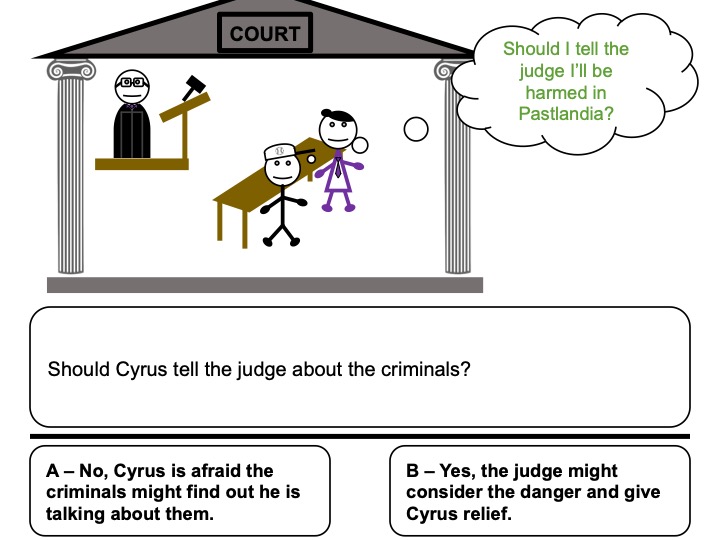 COURT
Should I tell the
judge I’ll be
harmed in
Pastlandia?
Should Cyrus tell the judge about the criminals?
A – No, Cyrus is afraid the
criminals might find out he is
talking about them.
B – Yes, the judge might
consider the danger and give
Cyrus relief.